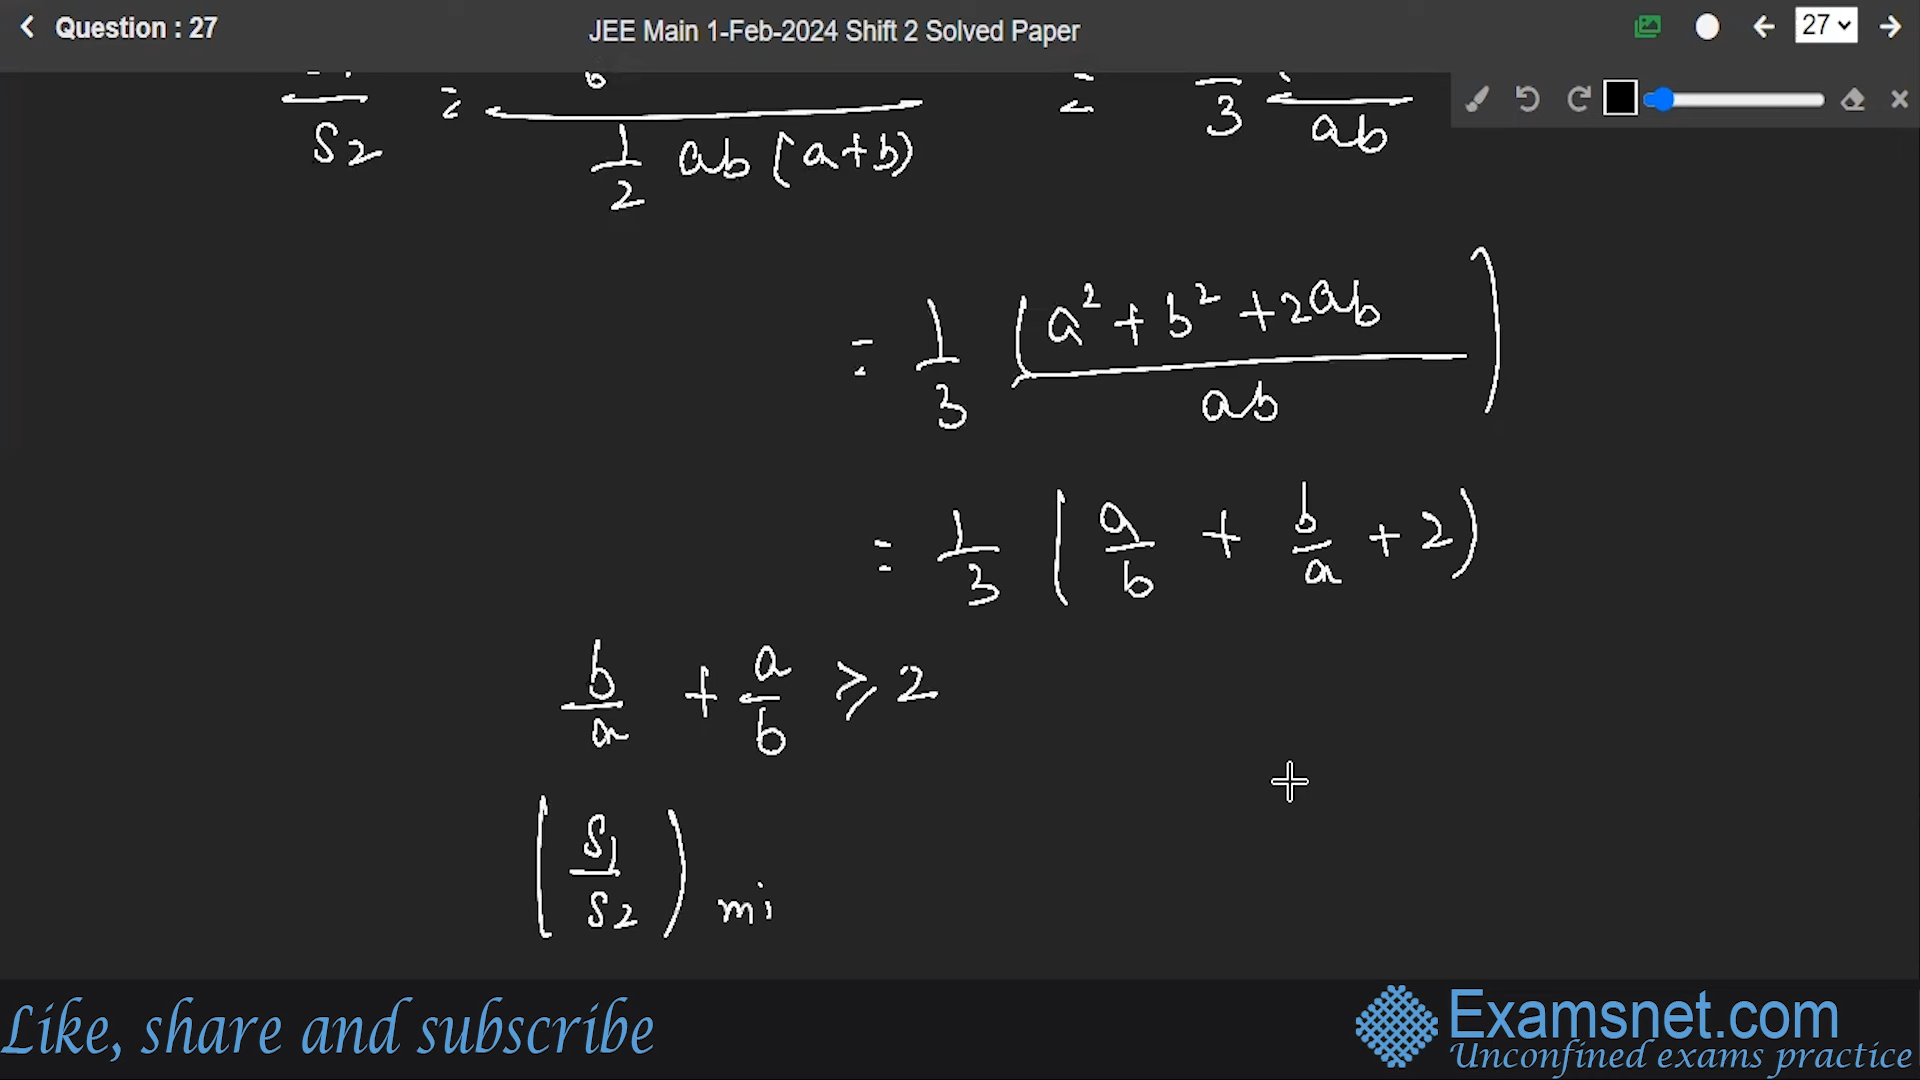 Question : 27
JEE Main 1-Feb-2024 Shift 2 Solved Paper
27
S2 = 6 / 1/2 ab (a+b) = 3 ab
= 1/3 (a² + b² + 2ab / ab)
= 1/3 (a/b + b/a + 2)
b/a + a/b ⩾ 2
(S1/S2) mi
Like, share and subscribe
Examsnet.com
Unconfined exams practice